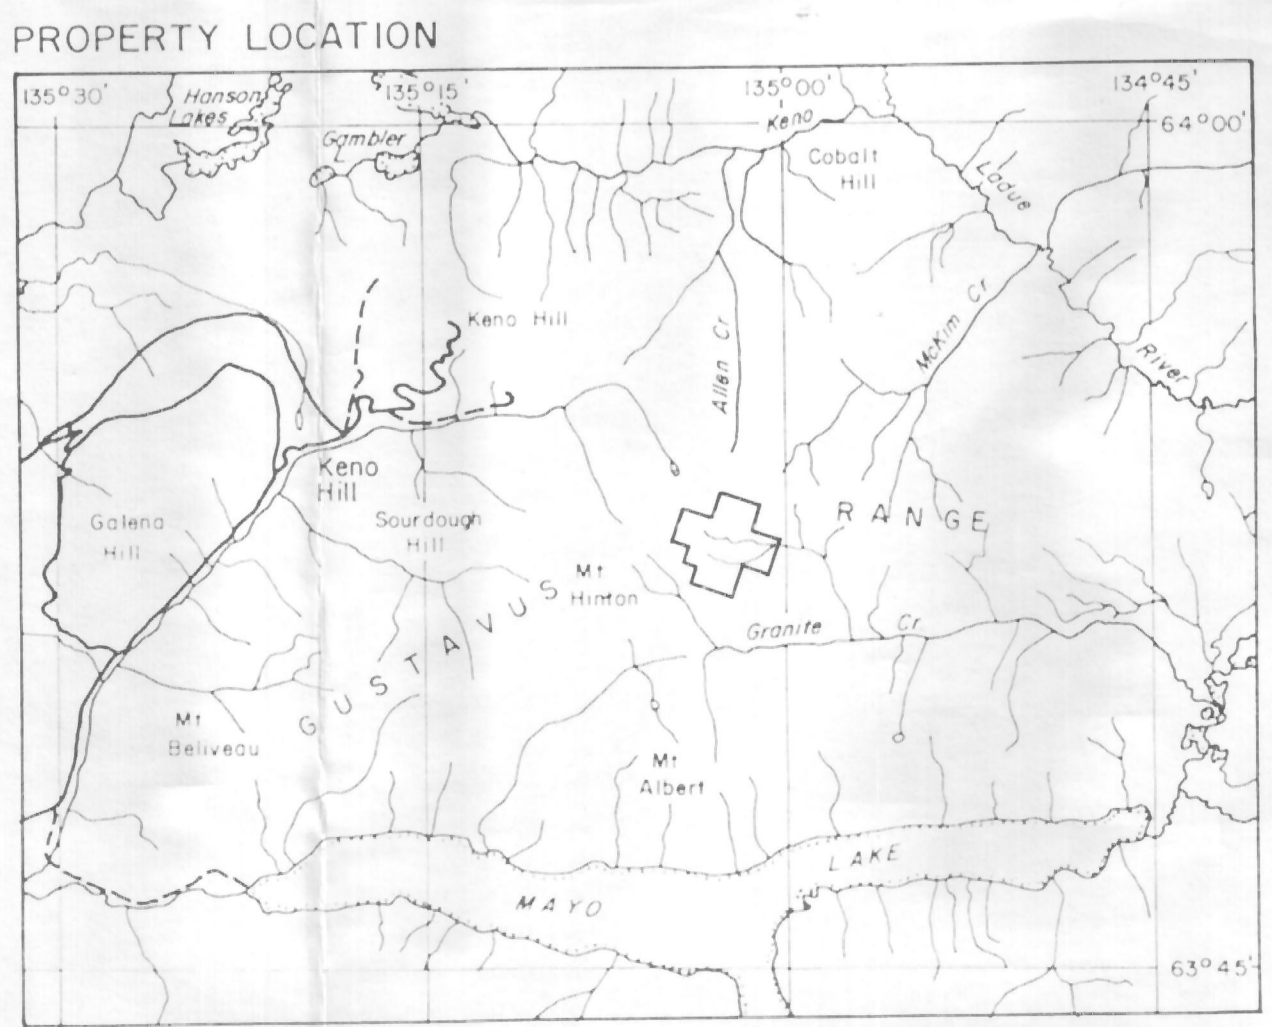 PROPERTY LOCATION
135°30'
Hanson
Lakes
135°15'
135°00'
134°45'
64°00'
Keno
Gambler
L
Cobalt
Hill
Ladue
River
McKim Cr
Allen Cr
Keno Hill
Keno
Hill
Galena
Hill
Sourdough
Hill
GUSTAVUS
RANGE
Mt
Hinton
Granite Cr.
Mt
Beliveau
Mt
Albert
MAYO
LAKE
63°45'